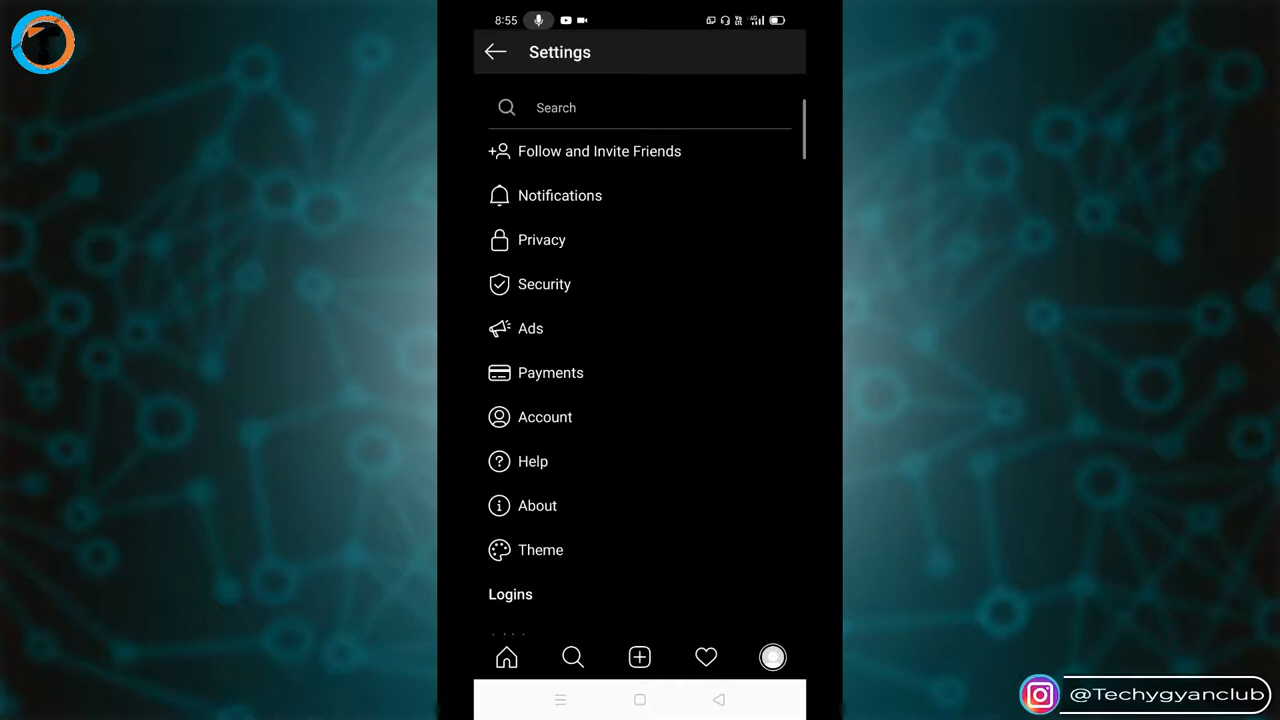 8:55
Settings
Search
Follow and Invite Friends
Notifications
Privacy
Security
Ads
Payments
Account
Help
About
Theme
Logins
@Techygyanclub